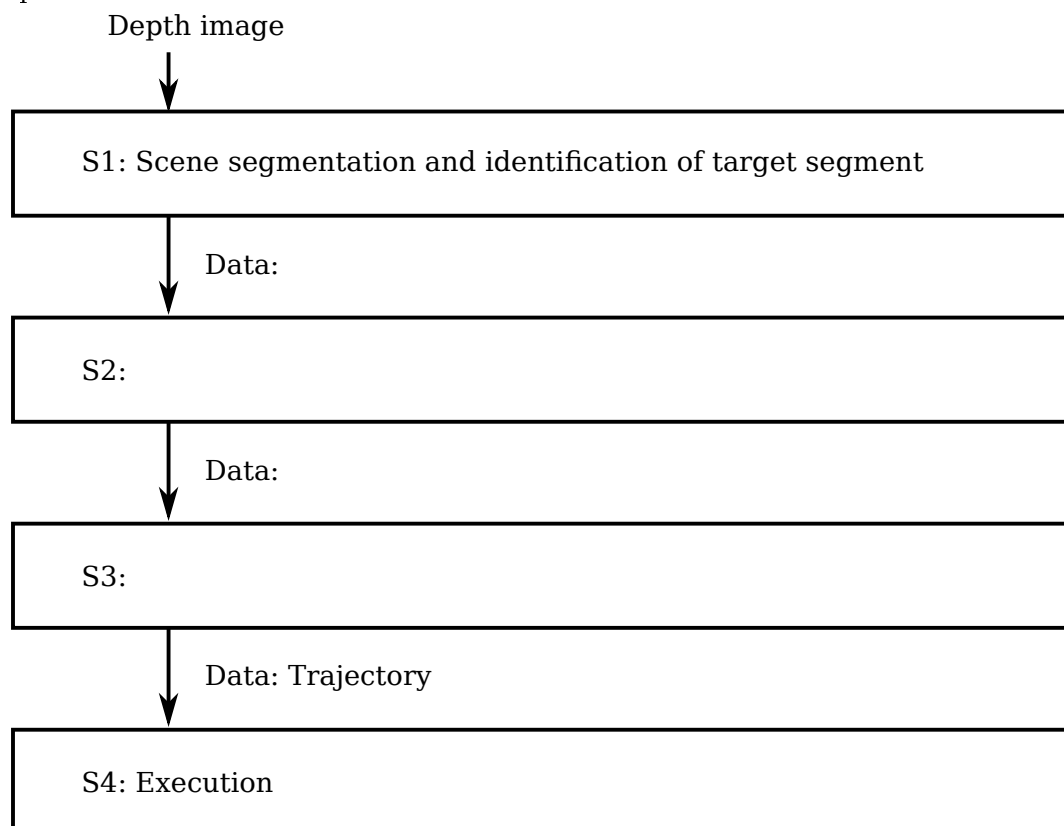 Depth image
S1: Scene segmentation and identification of target segment
Data:
S2:
Data:
S3:
Data: Trajectory
S4: Execution